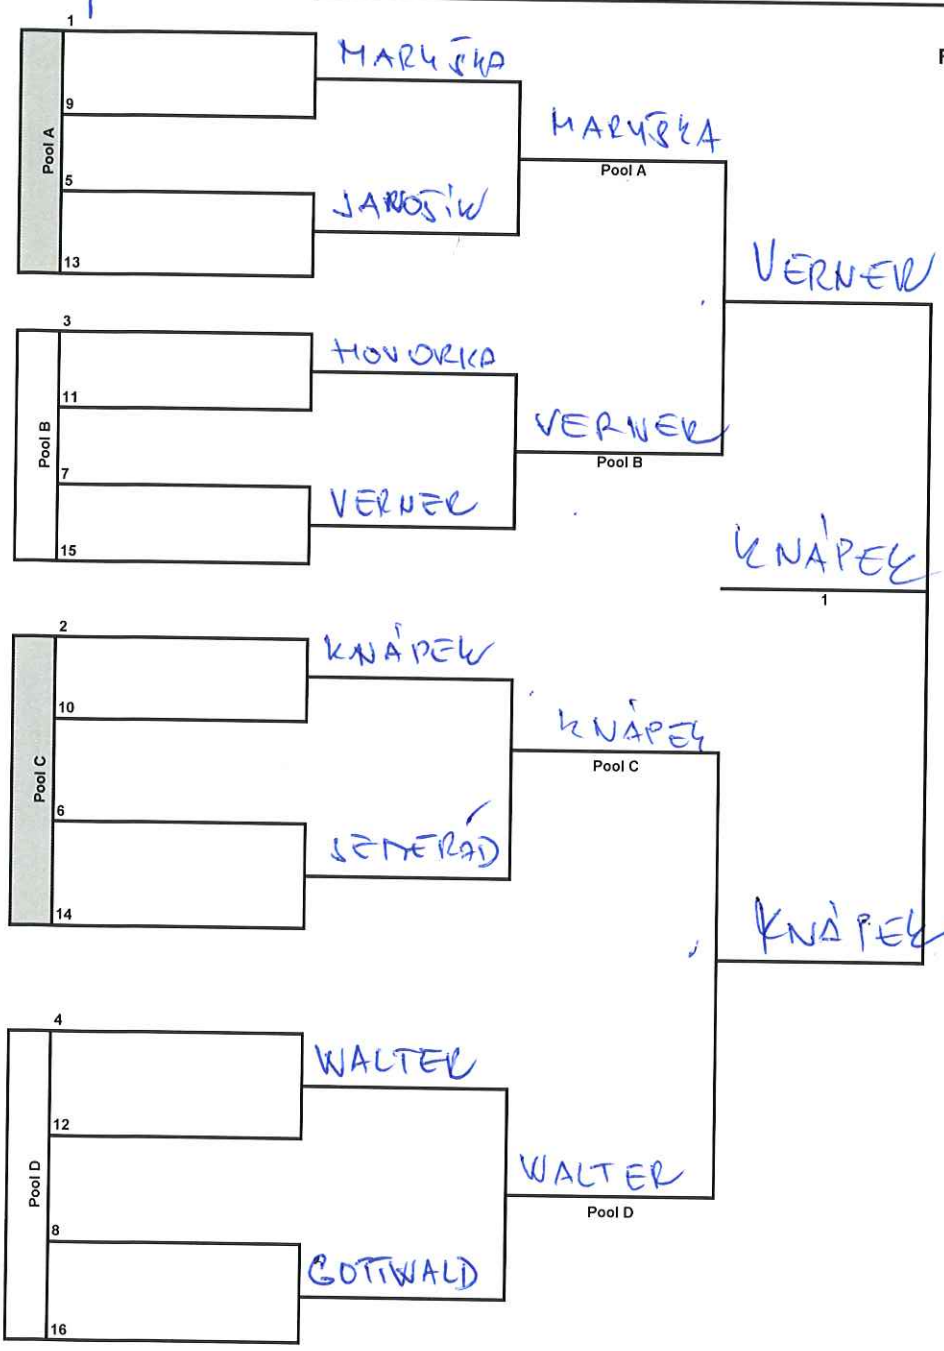 1
9
Pool A
5
13
MARYŠKA
JAROŠÍK
MARYŠKA
Pool A
3
11
Pool B
7
15
HOVORKA
VERNER
VERNER
Pool B
VERNER
KNÁPEK
1
2
10
Pool C
6
14
KNÁPEK
SEMERÁD
KNÁPEK
Pool C
KNÁPEK
4
12
Pool D
8
16
WALTER
GOTTWALD
WALTER
Pool D